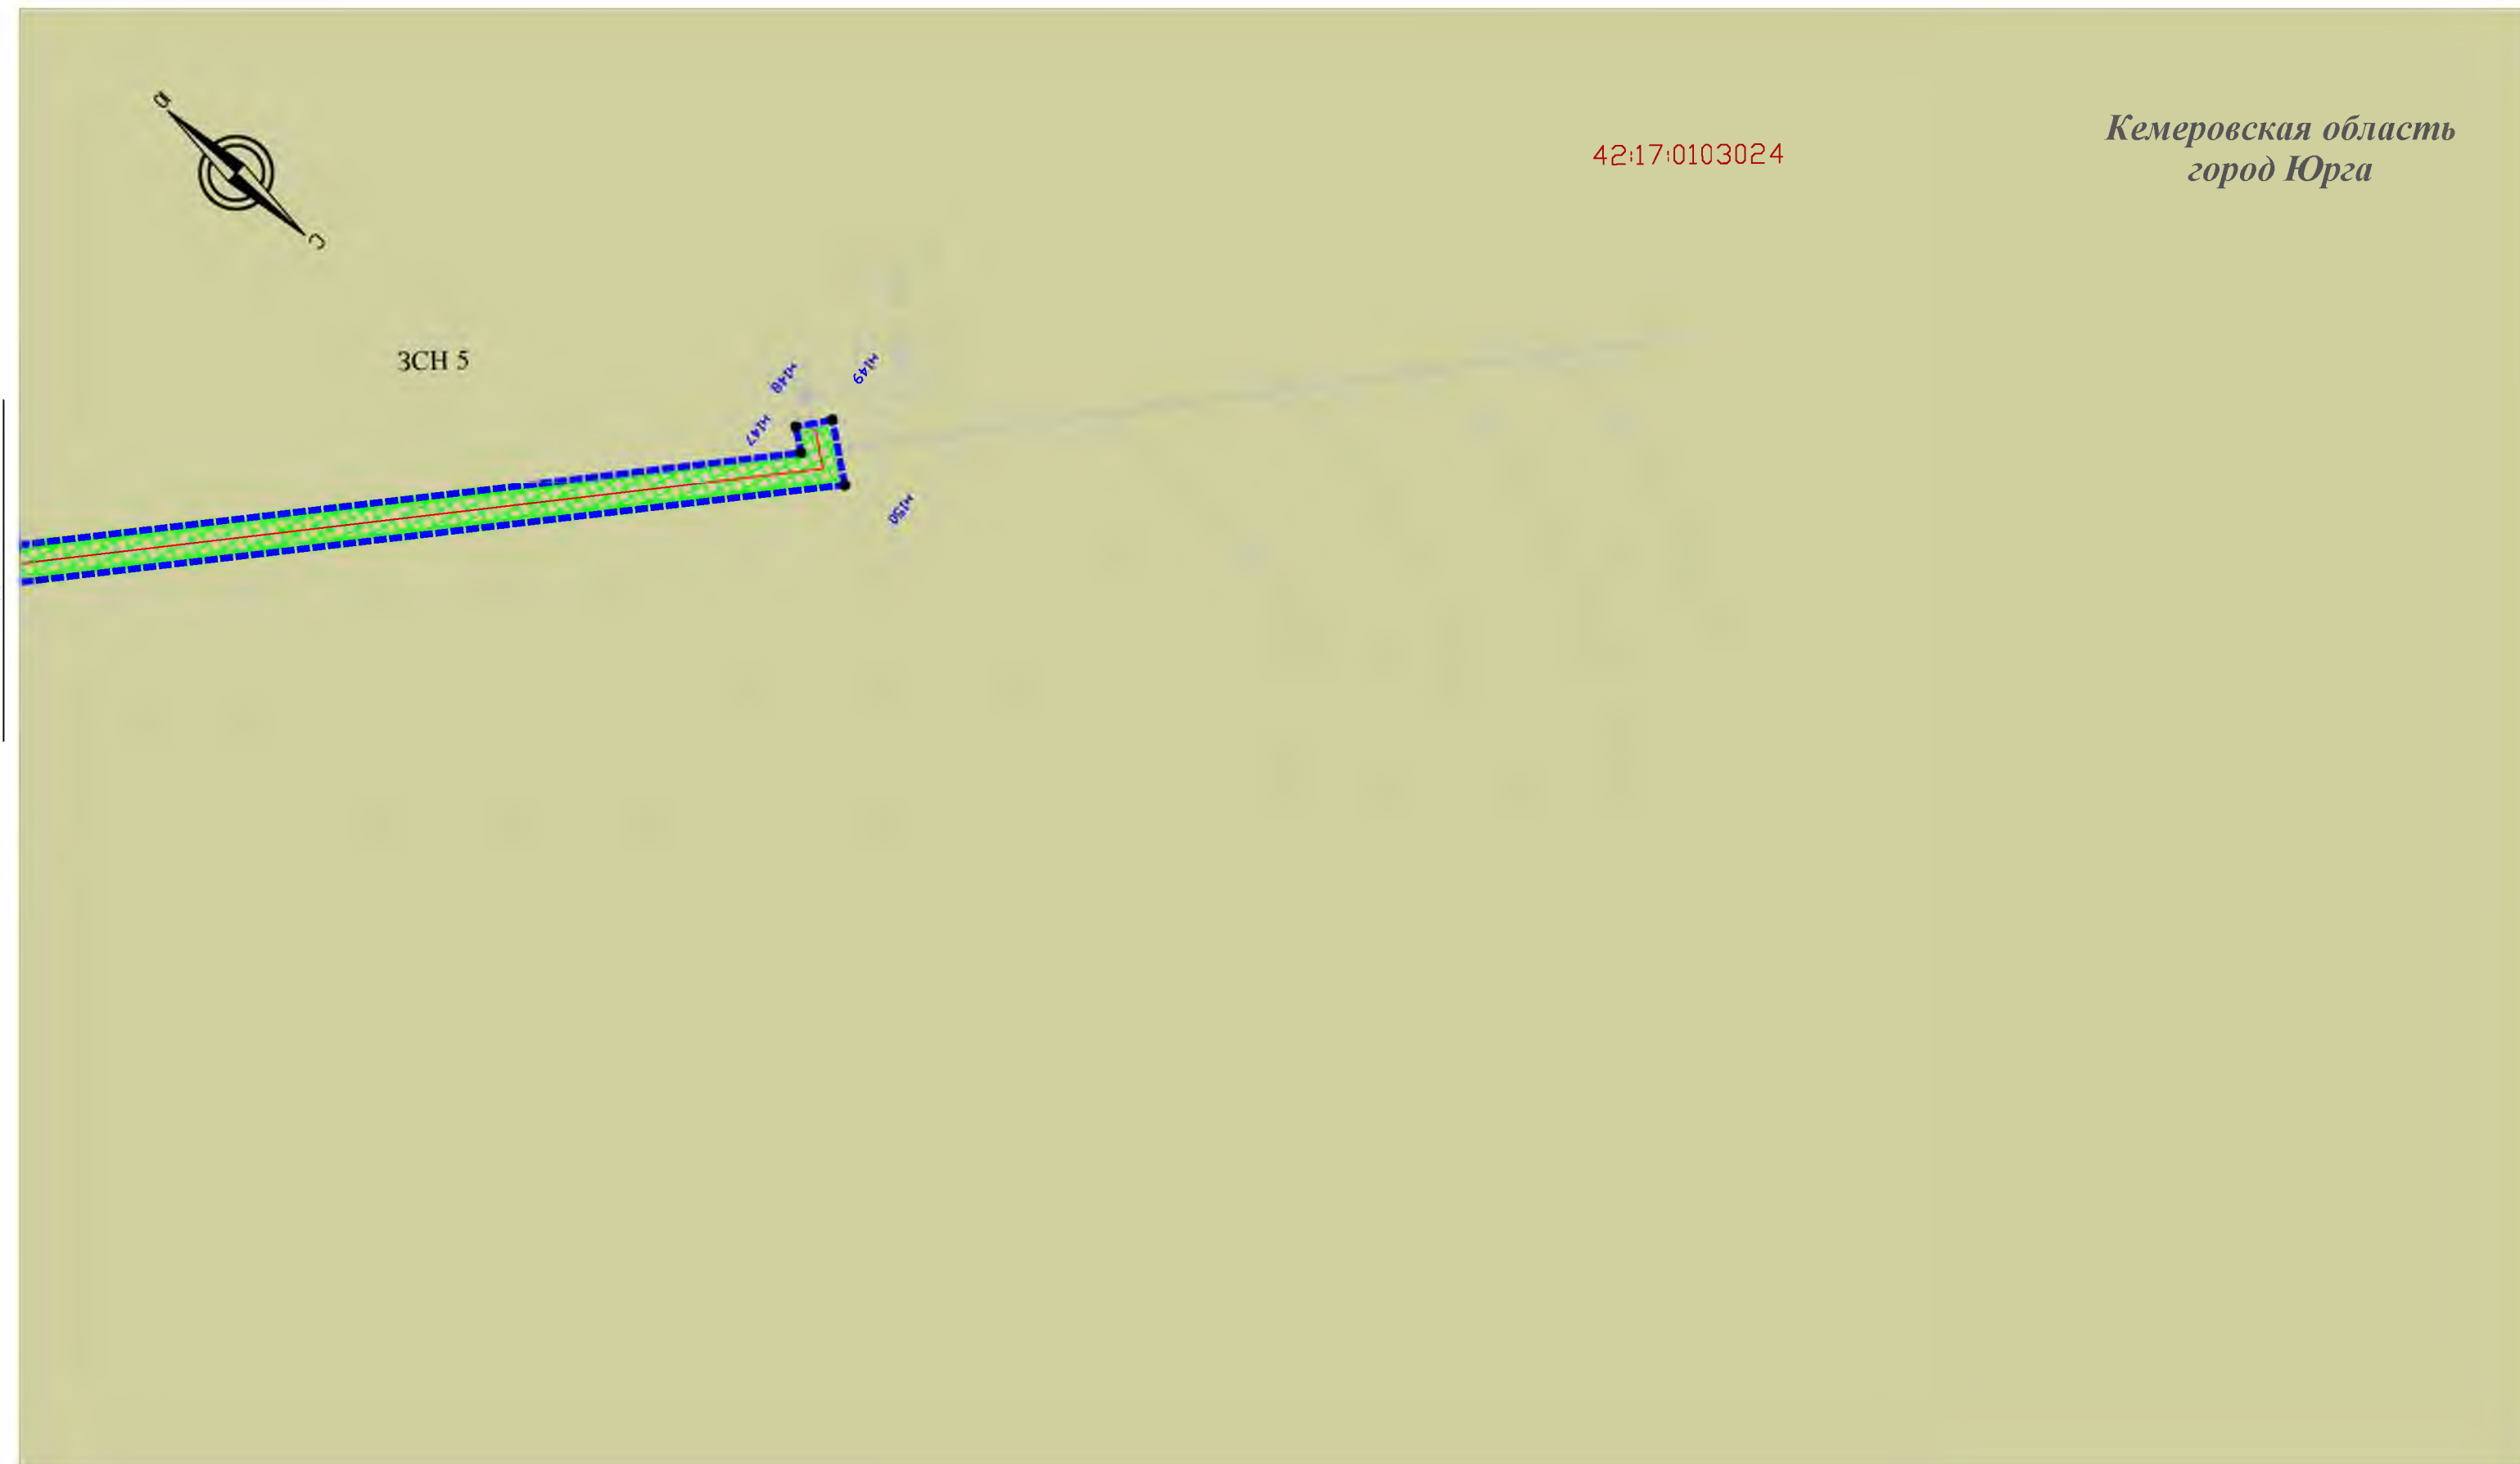 ю
42:17:0103024
Кемеровская область
город Юрга
с
ЗСН 5
н149
н148
н147
н150